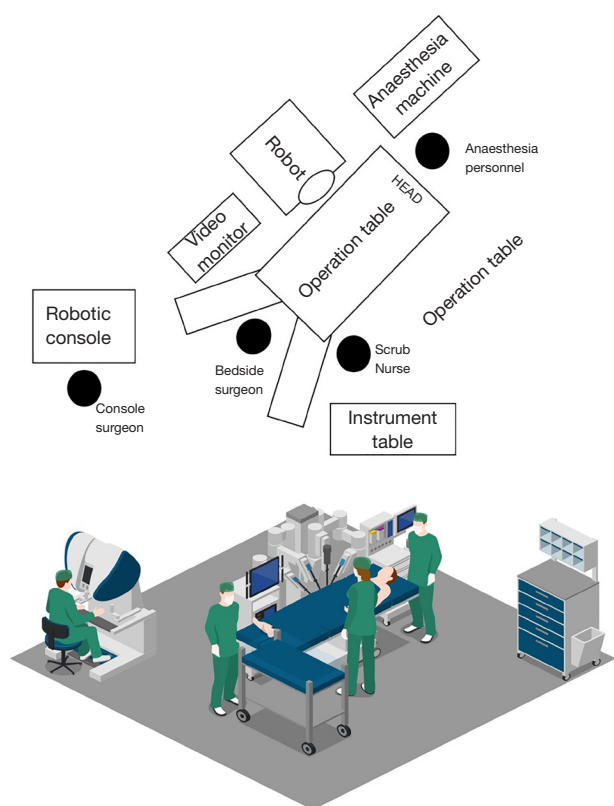 Anaesthesia
machine
Anaesthesia
personnel
Robot
HEAD
Operation table
Operation table
Video
monitor
Robotic
console
Console
surgeon
Bedside
surgeon
Scrub
Nurse
Instrument
table